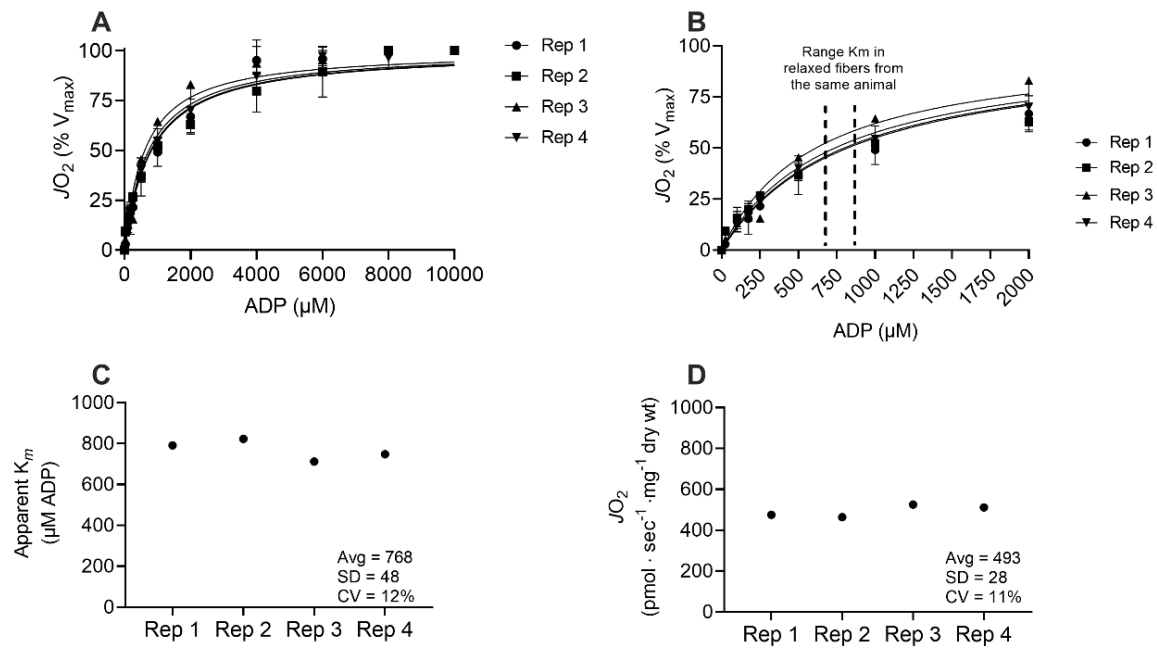 A
JO₂ (% Vmax)
100
75
50
25
0
0 2000 4000 6000 8000 10000
ADP (µM)
Rep 1
Rep 2
Rep 3
Rep 4
B
JO₂ (% Vmax)
100
75
50
25
0
Range Km in
relaxed fibers from
the same animal
0 250 500 750 1000 1250 1500 1750 2000
ADP (µM)
Rep 1
Rep 2
Rep 3
Rep 4
C
Apparent Km
(µM ADP)
1000
800
600
400
200
0
Avg = 768
SD = 48
CV = 12%
Rep 1 Rep 2 Rep 3 Rep 4
D
JO₂
(pmol · sec⁻¹ ·mg⁻¹ dry wt)
1000
800
600
400
200
0
Avg = 493
SD = 28
CV = 11%
Rep 1 Rep 2 Rep 3 Rep 4